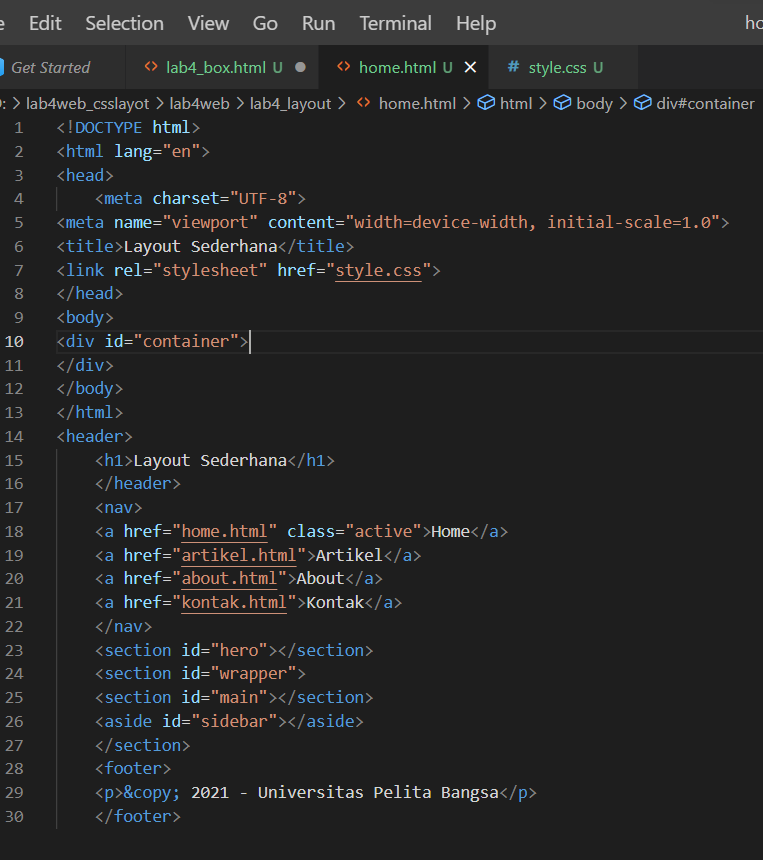 Edit Selection View Go Run Terminal Help
Get Started lab4_box.html U home.html U style.css U
lab4web_csslayot > lab4web > lab4_layout > home.html > html > body > div#container
1 <!DOCTYPE html>
2 <html lang="en">
3 <head>
4 <meta charset="UTF-8">
5 <meta name="viewport" content="width=device-width, initial-scale=1.0">
6 <title>Layout Sederhana</title>
7 <link rel="stylesheet" href="style.css">
8 </head>
9 <body>
10 <div id="container">
11 </div>
12 </body>
13 </html>
14 <header>
15 <h1>Layout Sederhana</h1>
16 </header>
17 <nav>
18 <a href="home.html" class="active">Home</a>
19 <a href="artikel.html">Artikel</a>
20 <a href="about.html">About</a>
21 <a href="kontak.html">Kontak</a>
22 </nav>
23 <section id="hero"></section>
24 <section id="wrapper">
25 <section id="main"></section>
26 <aside id="sidebar"></aside>
27 </section>
28 <footer>
29 <p>&copy; 2021 - Universitas Pelita Bangsa</p>
30 </footer>